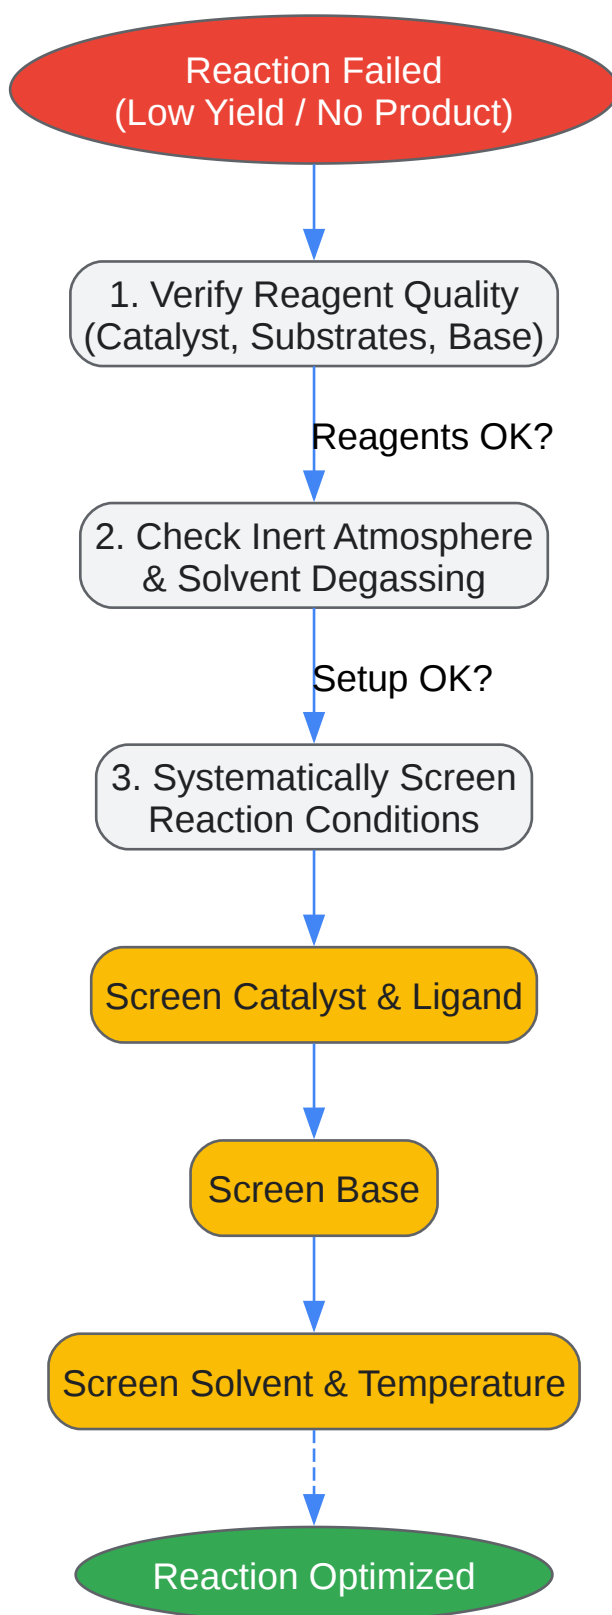 Reaction Failed
(Low Yield / No Product)
1. Verify Reagent Quality
(Catalyst, Substrates, Base)
Reagents OK?
2. Check Inert Atmosphere
& Solvent Degassing
Setup OK?
3. Systematically Screen
Reaction Conditions
Screen Catalyst & Ligand
Screen Base
Screen Solvent & Temperature
Reaction Optimized